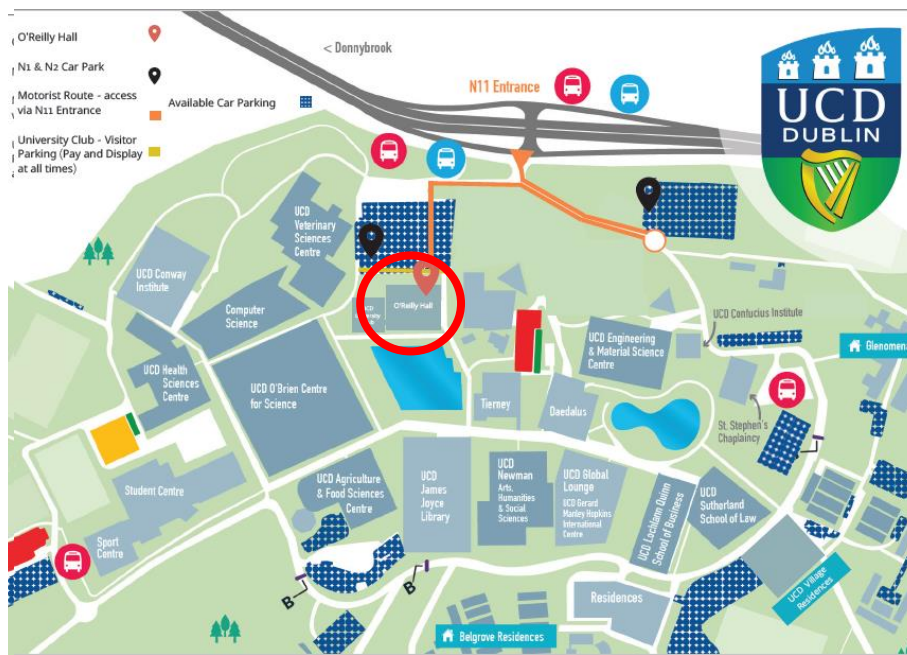 O'Reilly Hall
N1 & N2 Car Park
Motorist Route - access
via N11 Entrance
Available Car Parking
University Club - Visitor
Parking (Pay and Display
at all times)
< Donnybrook
N11 Entrance
UCD
DUBLIN
UCD
Veterinary
Sciences
Centre
UCD Conway
Institute
Computer
Science
O'Reilly Hall
UCD
UCD Confucius Institute
UCD Engineering
& Material Science
Centre
Glenomena
UCD Health
Sciences
Centre
UCD O'Brien Centre
for Science
Tierney
Daedalus
St. Stephen's
Chaplaincy
Student Centre
UCD Agriculture
& Food Sciences
Centre
UCD
James
Joyce
Library
UCD
Newman
Arts,
Humanities
& Social
Sciences
UCD Global
Lounge
UCD Gerard
Manley Hopkins
International
Centre
UCD Lochlann Quinn
School of Business
UCD
Sutherland
School of Law
Sport
Centre
B
B
Residences
UCD Village
Residences
Belgrove Residences